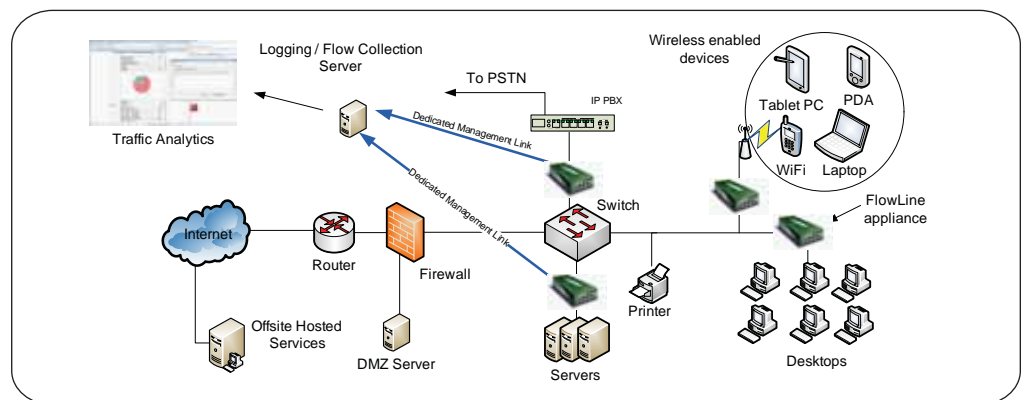 Logging / Flow Collection
Server
Wireless enabled
devices
To PSTN
IP PBX
Tablet PC
PDA
Traffic Analytics
Dedicated Management Link
WiFi
Laptop
Dedicated Management Link
Switch
FlowLine
appliance
Internet
Router
Firewall
Printer
Offsite Hosted
Services
DMZ Server
Servers
Desktops